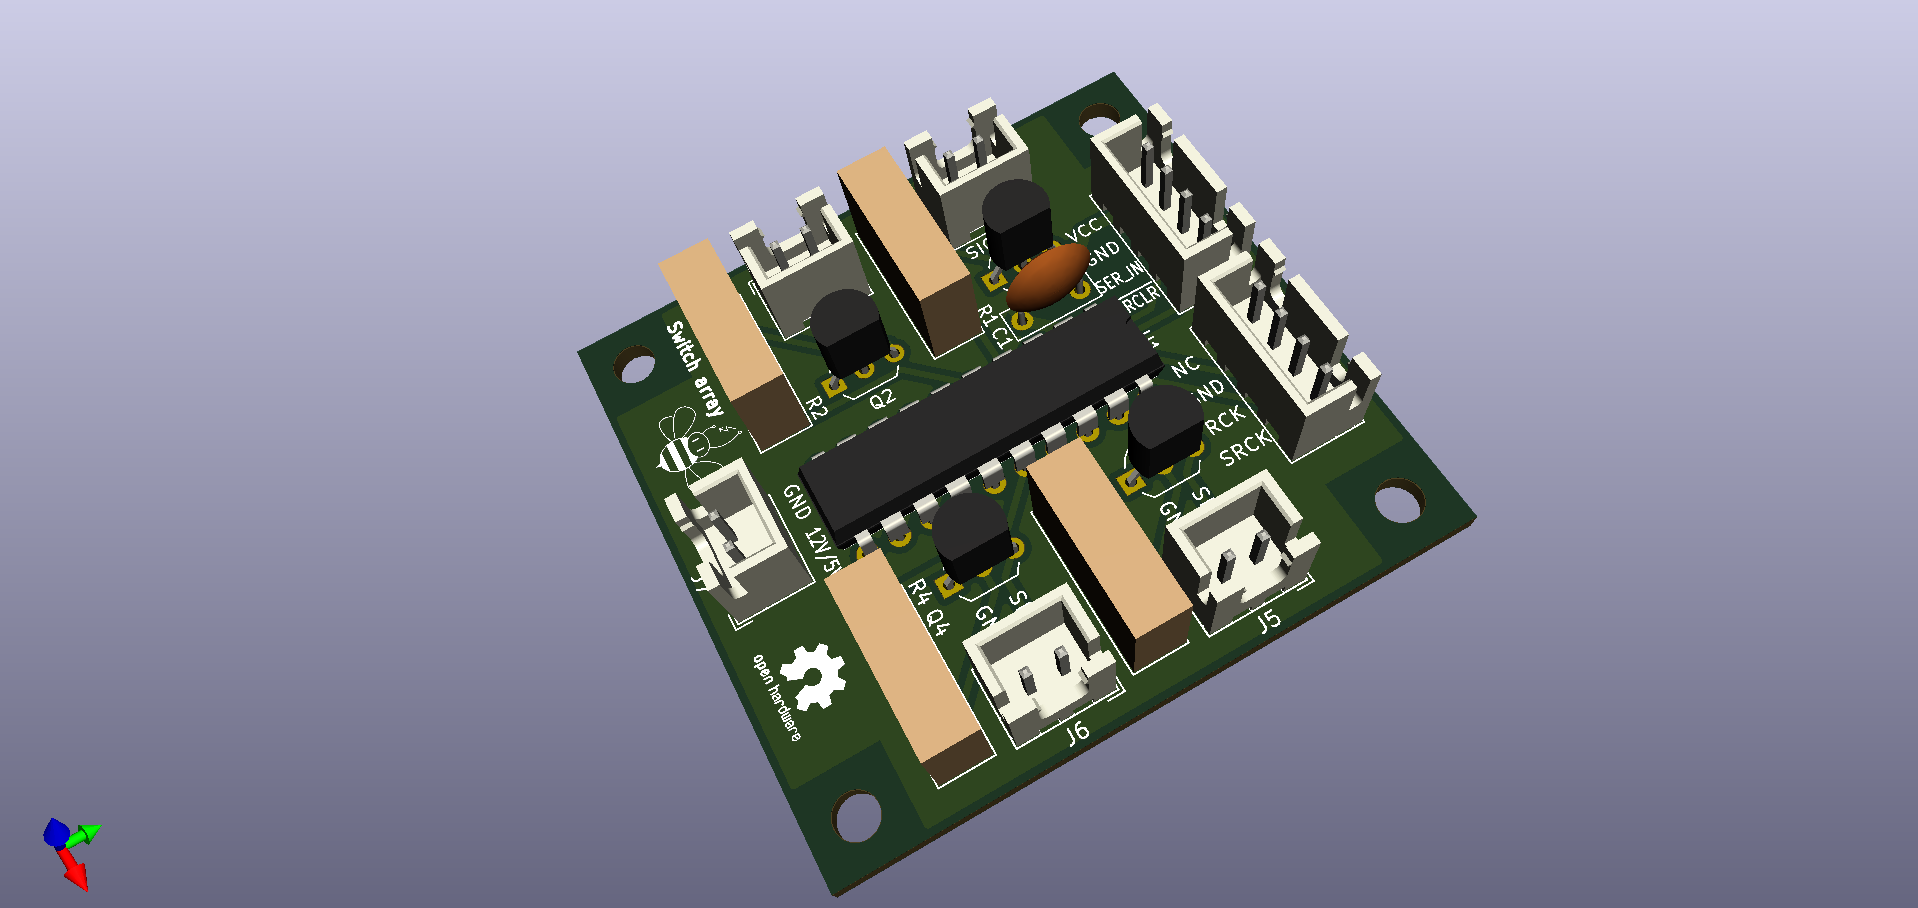 VCC
GND
SER_IN
RCLR
R1
C1
NC
RCK
SRCK
Switch array
R2
Q2
GND
12V/5
R4
Q4
J5
J6
open hardware